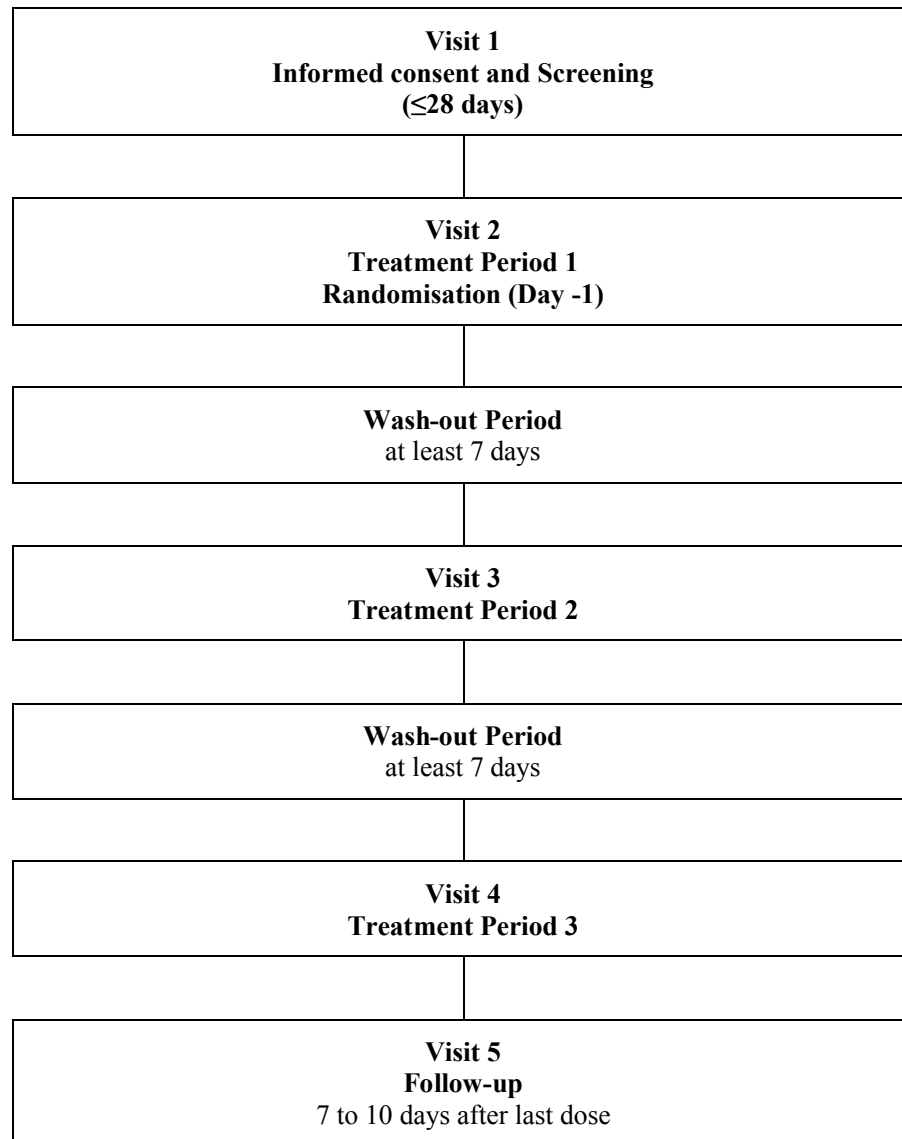 Visit 1
Informed consent and Screening
(≤28 days)
Visit 2
Treatment Period 1
Randomisation (Day -1)
Wash-out Period
at least 7 days
Visit 3
Treatment Period 2
Wash-out Period
at least 7 days
Visit 4
Treatment Period 3
Visit 5
Follow-up
7 to 10 days after last dose